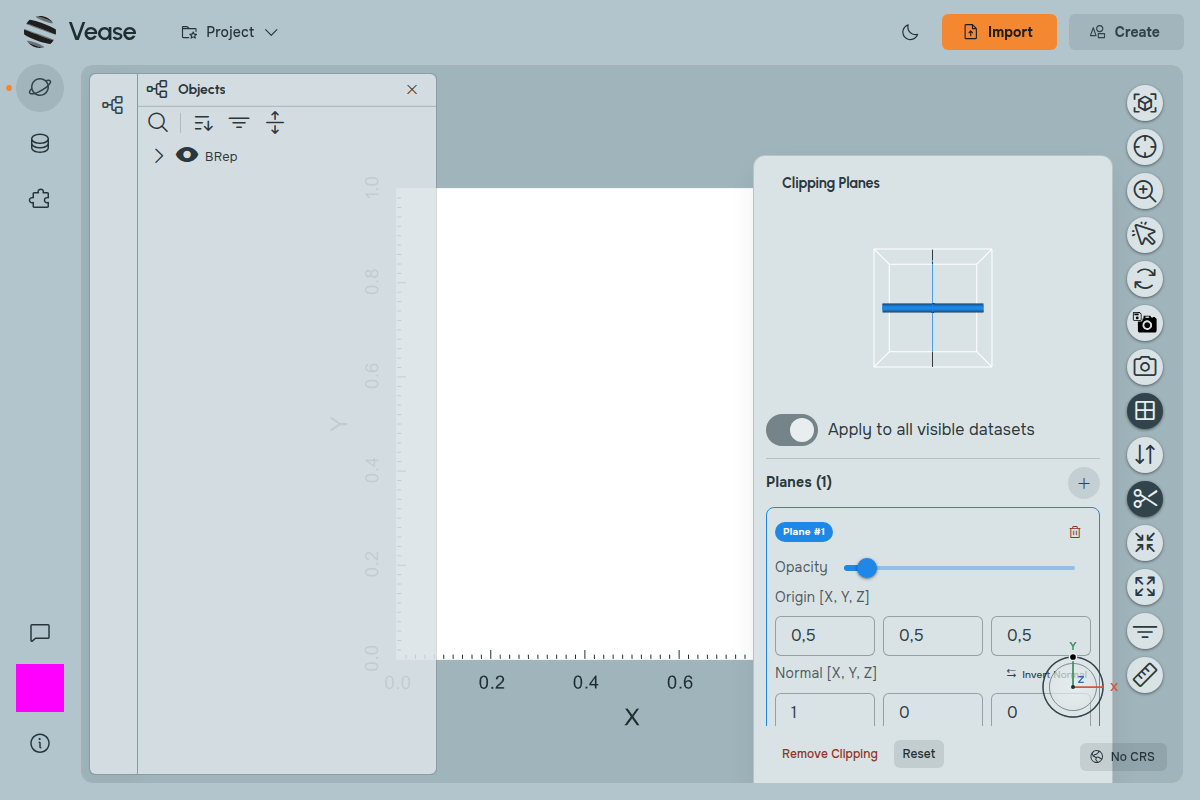 Vease
Project
Import
Create
Objects
BRep
Clipping Planes
Apply to all visible datasets
Planes (1)
Plane #1
Opacity
Origin [X, Y, Z]
0,5 0,5 0,5
Normal [X, Y, Z]
Invert Normal
1 0 0
Remove Clipping
Reset
Y
Z
X
No CRS
1.0
0.8
0.6
0.4
0.2
0.0
Y
0.0 0.2 0.4 0.6
X